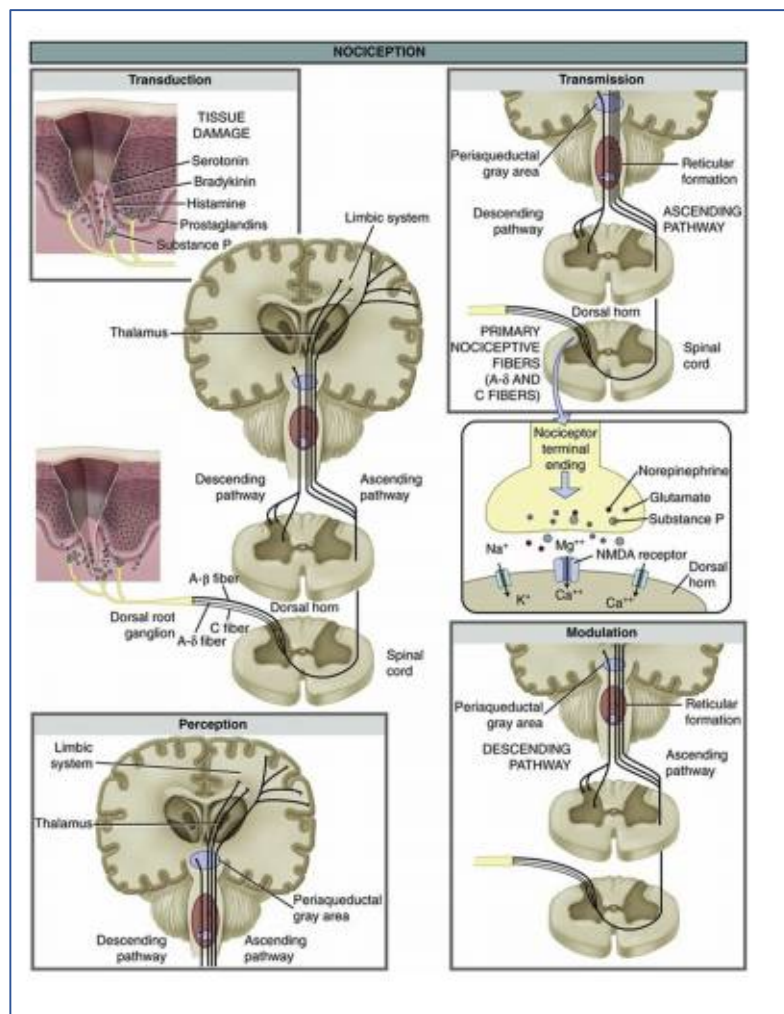 NOCICEPTION
Transduction
TISSUE
DAMAGE
Serotonin
Bradykinin
Histamine
Prostaglandins
Substance P
Limbic system
Thalamus
Descending
pathway
Ascending
pathway
A-β fiber
Dorsal horn
Dorsal root
ganglion
C fiber
A-δ fiber
Spinal
cord
Perception
Limbic
system
Thalamus
Periaqueductal
gray area
Descending
pathway
Ascending
pathway
Transmission
Periaqueductal
gray area
Reticular
formation
Descending
pathway
ASCENDING
PATHWAY
Dorsal horn
PRIMARY
NOCICEPTIVE
FIBERS
(A-δ AND
C FIBERS)
Spinal
cord
Nociceptor
terminal
ending
Norepinephrine
Glutamate
Substance P
Na⁺
Mg⁺⁺
NMDA receptor
Dorsal
horn
K⁺
Ca⁺⁺
Ca⁺⁺
Modulation
Periaqueductal
gray area
Reticular
formation
DESCENDING
PATHWAY
Ascending
pathway